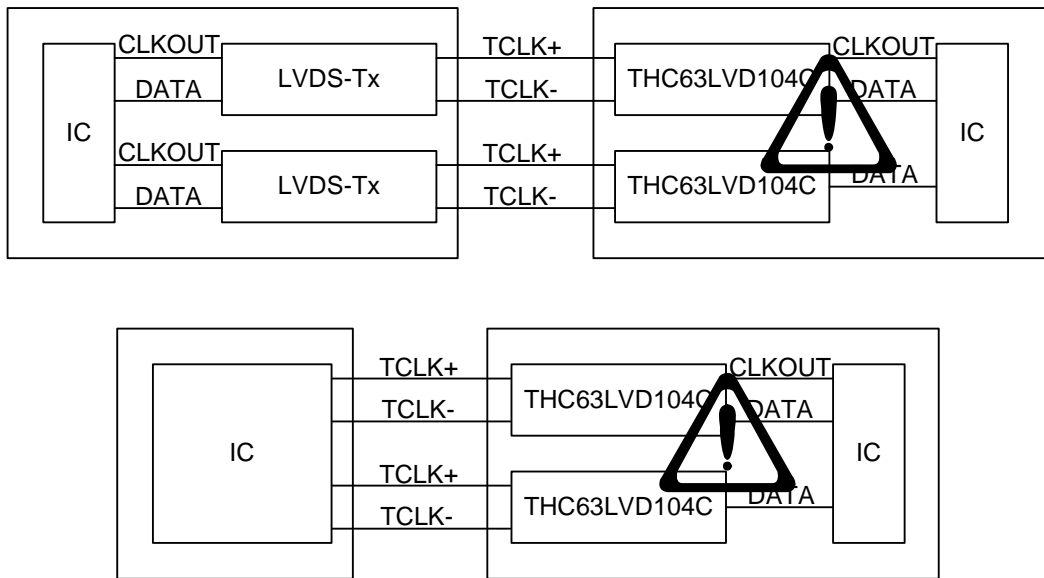 CLKOUT
TCLK+
CLKOUT
LVDS-Tx
THC63LVD104C
DATA
TCLK-
DATA
IC
IC
CLKOUT
TCLK+
LVDS-Tx
THC63LVD104C
DATA
DATA
TCLK-
TCLK+
CLKOUT
THC63LVD104C
TCLK-
DATA
IC
IC
TCLK+
THC63LVD104C
DATA
TCLK-